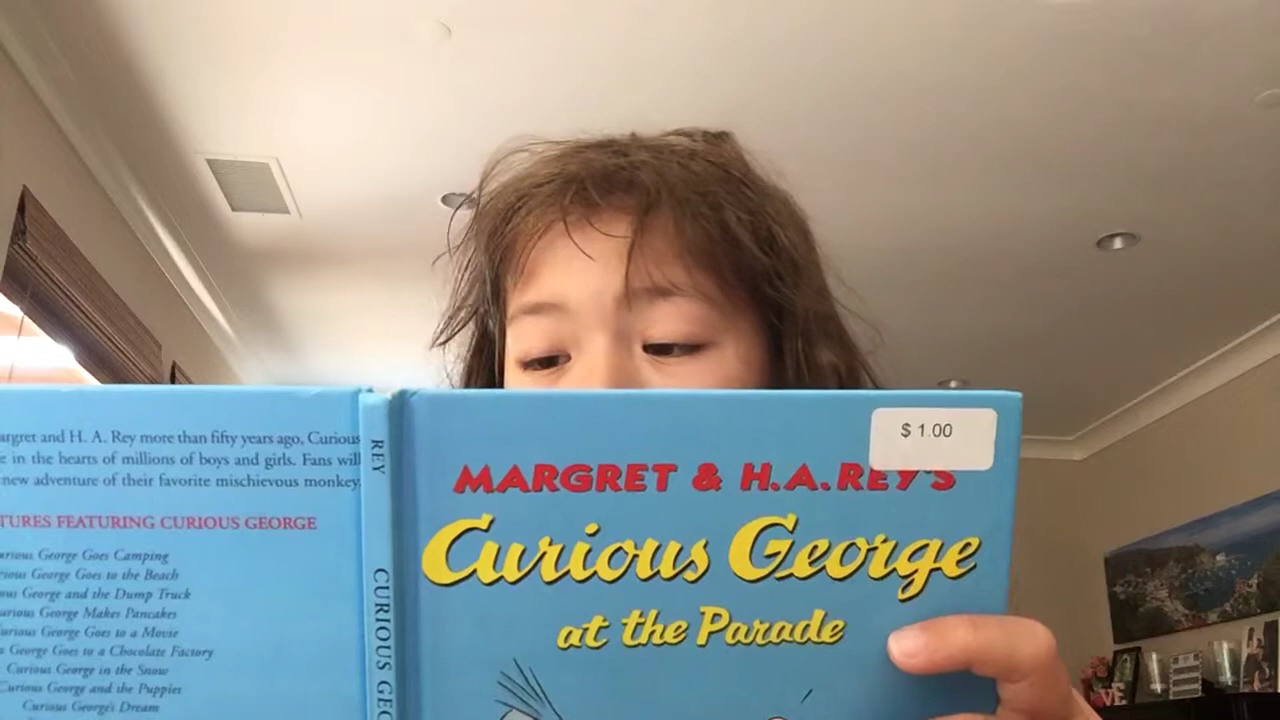 argret and H. A. Rey more than fifty years ago, Curious
e in the hearts of millions of boys and girls. Fans will
new adventure of their favorite mischievous monkey.
TURES FEATURING CURIOUS GEORGE
urious George Goes Camping
rious George Goes to the Beach
ous George and the Dump Truck
urious George Makes Pancakes
Curious George Goes to a Movie
s George Goes to a Chocolate Factory
Curious George in the Snow
Curious George and the Puppies
Curious George's Dream
REY
CURIOUS GEO
$ 1.00
MARGRET & H.A.REY'S
Curious George
at the Parade
VE